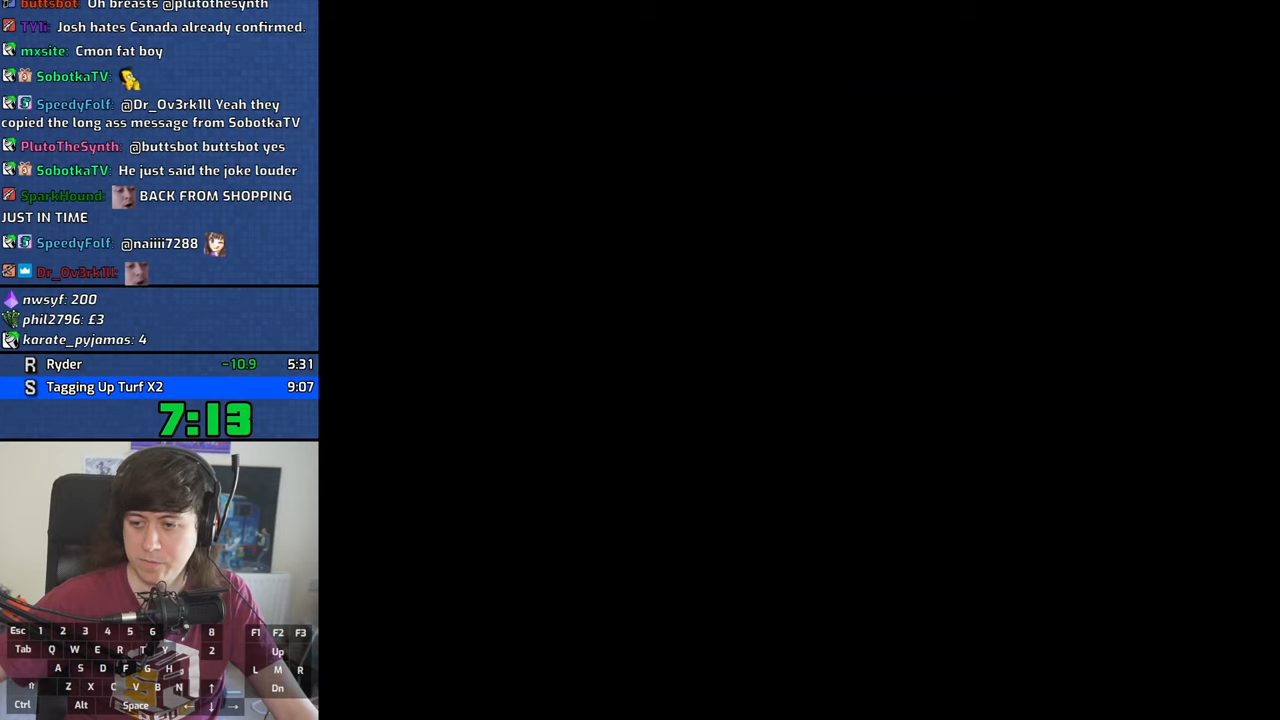 buttsbot: Oh breasts @plutothesynth
TYTi: Josh hates Canada already confirmed.
mxsite: Cmon fat boy
SobotkaTV:
SpeedyFolf: @Dr_Ov3rk1ll Yeah they
copied the long ass message from SobotkaTV
PlutoTheSynth: @buttsbot buttsbot yes
SobotkaTV: He just said the joke louder
SparkHound: BACK FROM SHOPPING
JUST IN TIME
SpeedyFolf: @naiiii7288
Dr_Ov3rk1ll:
nwsyf: 200
phil2796: £3
karate_pyjamas: 4
R Ryder -10.9 5:31
S Tagging Up Turf X2 9:07
7:13
Esc 1 2 3 4 5 6 8 F1 F2 F3
Tab Q W E R T Y 2 Up
A S D F G H L M R
⇧ Z X C V B N ↑ Dn
Ctrl Alt Space ← ↓ →